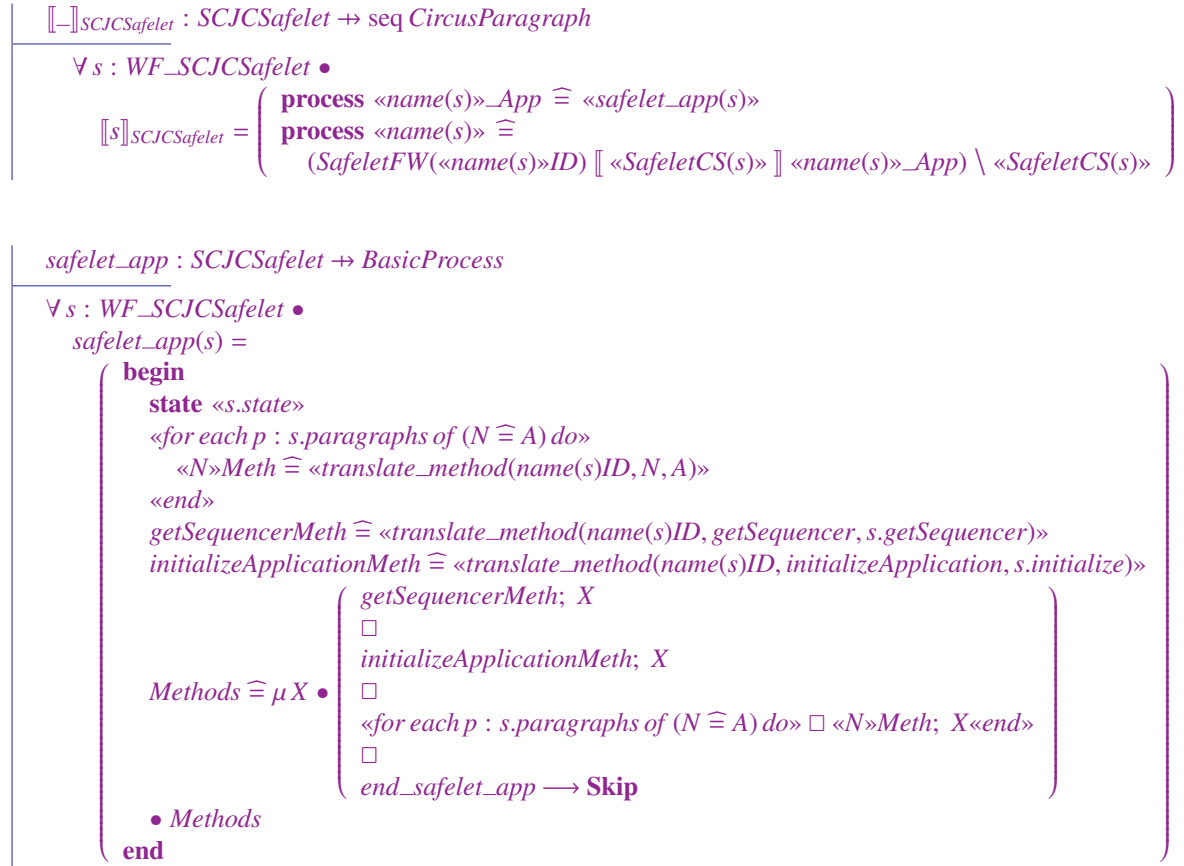 ⟦_⟧SCJCSafelet : SCJCSafelet ⇸ seq CircusParagraph
∀ s : WF_SCJCSafelet •
process «name(s)»_App ≙ «safelet_app(s)»
⟦s⟧SCJCSafelet = process «name(s)» ≙
(SafeletFW(«name(s)»ID) ⟦ «SafeletCS(s)» ⟧ «name(s)»_App) \ «SafeletCS(s)»
safelet_app : SCJCSafelet ⇸ BasicProcess
∀ s : WF_SCJCSafelet •
safelet_app(s) =
begin
state «s.state»
«for each p : s.paragraphs of (N ≙ A) do»
«N»Meth ≙ «translate_method(name(s)ID, N, A)»
«end»
getSequencerMeth ≙ «translate_method(name(s)ID, getSequencer, s.getSequencer)»
initializeApplicationMeth ≙ «translate_method(name(s)ID, initializeApplication, s.initialize)»
getSequencerMeth; X
□
initializeApplicationMeth; X
Methods ≙ μ X • □
«for each p : s.paragraphs of (N ≙ A) do» □ «N»Meth; X«end»
□
end_safelet_app ⟶ Skip
• Methods
end